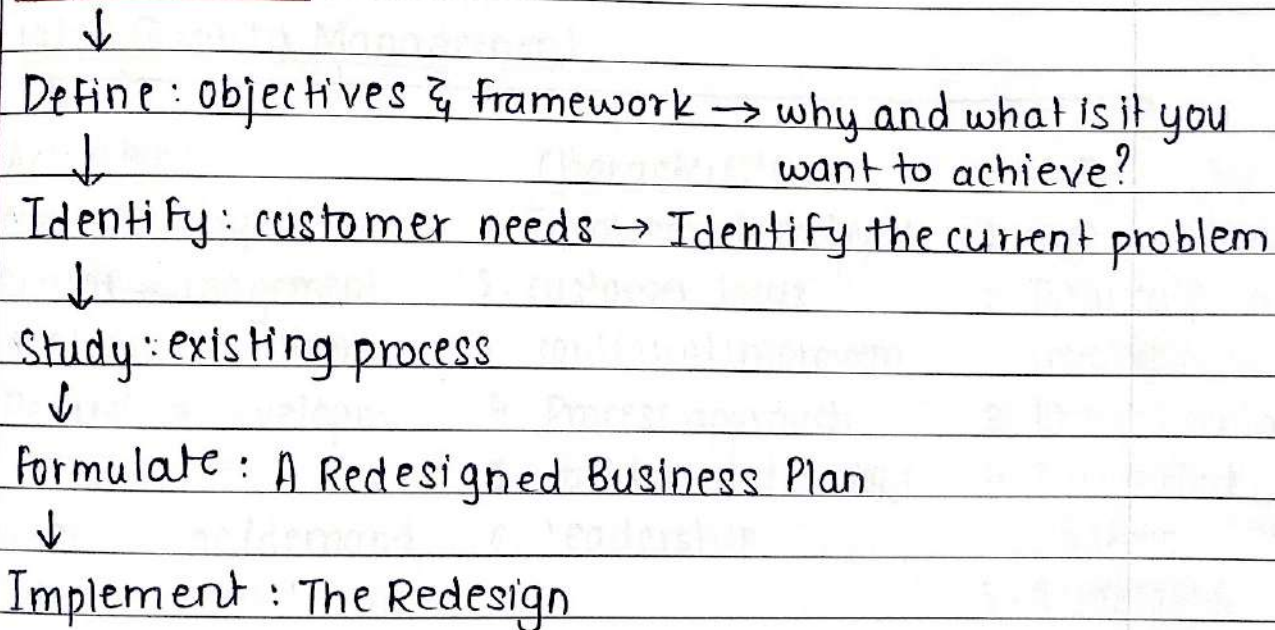 ↓
Define : objectives & framework → why and what is it you
want to achieve?
↓
Identify : customer needs → Identify the current problem
↓
Study : existing process
↓
Formulate : A Redesigned Business Plan
↓
Implement : The Redesign